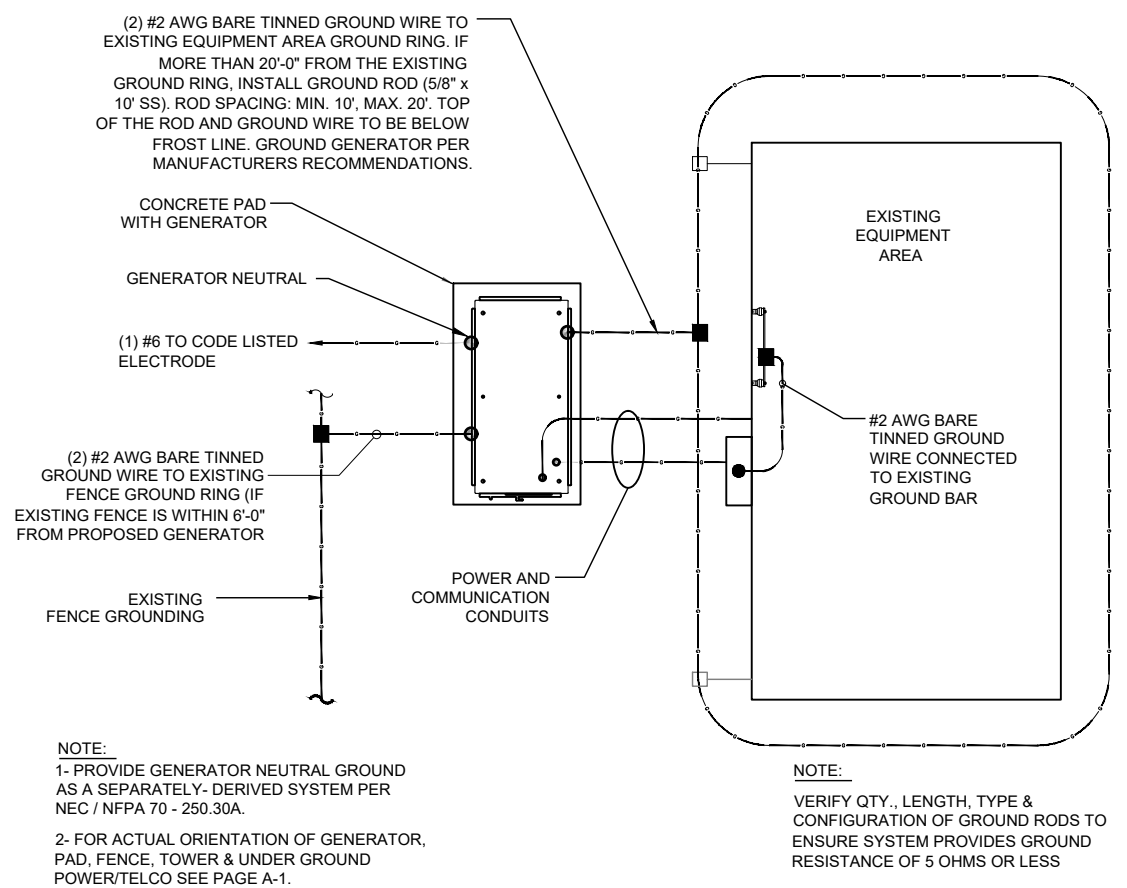 (2) #2 AWG BARE TINNED GROUND WIRE TO
EXISTING EQUIPMENT AREA GROUND RING. IF
MORE THAN 20'-0" FROM THE EXISTING
GROUND RING, INSTALL GROUND ROD (5/8" x
10' SS). ROD SPACING: MIN. 10', MAX. 20'. TOP
OF THE ROD AND GROUND WIRE TO BE BELOW
FROST LINE. GROUND GENERATOR PER
MANUFACTURERS RECOMMENDATIONS.
CONCRETE PAD
WITH GENERATOR
GENERATOR NEUTRAL
(1) #6 TO CODE LISTED
ELECTRODE
(2) #2 AWG BARE TINNED
GROUND WIRE TO EXISTING
FENCE GROUND RING (IF
EXISTING FENCE IS WITHIN 6'-0"
FROM PROPOSED GENERATOR
EXISTING
FENCE GROUNDING
POWER AND
COMMUNICATION
CONDUITS
EXISTING
EQUIPMENT
AREA
#2 AWG BARE
TINNED GROUND
WIRE CONNECTED
TO EXISTING
GROUND BAR
NOTE:
1- PROVIDE GENERATOR NEUTRAL GROUND
AS A SEPARATELY- DERIVED SYSTEM PER
NEC / NFPA 70 - 250.30A.
2- FOR ACTUAL ORIENTATION OF GENERATOR,
PAD, FENCE, TOWER & UNDER GROUND
POWER/TELCO SEE PAGE A-1.
NOTE:
VERIFY QTY., LENGTH, TYPE &
CONFIGURATION OF GROUND RODS TO
ENSURE SYSTEM PROVIDES GROUND
RESISTANCE OF 5 OHMS OR LESS